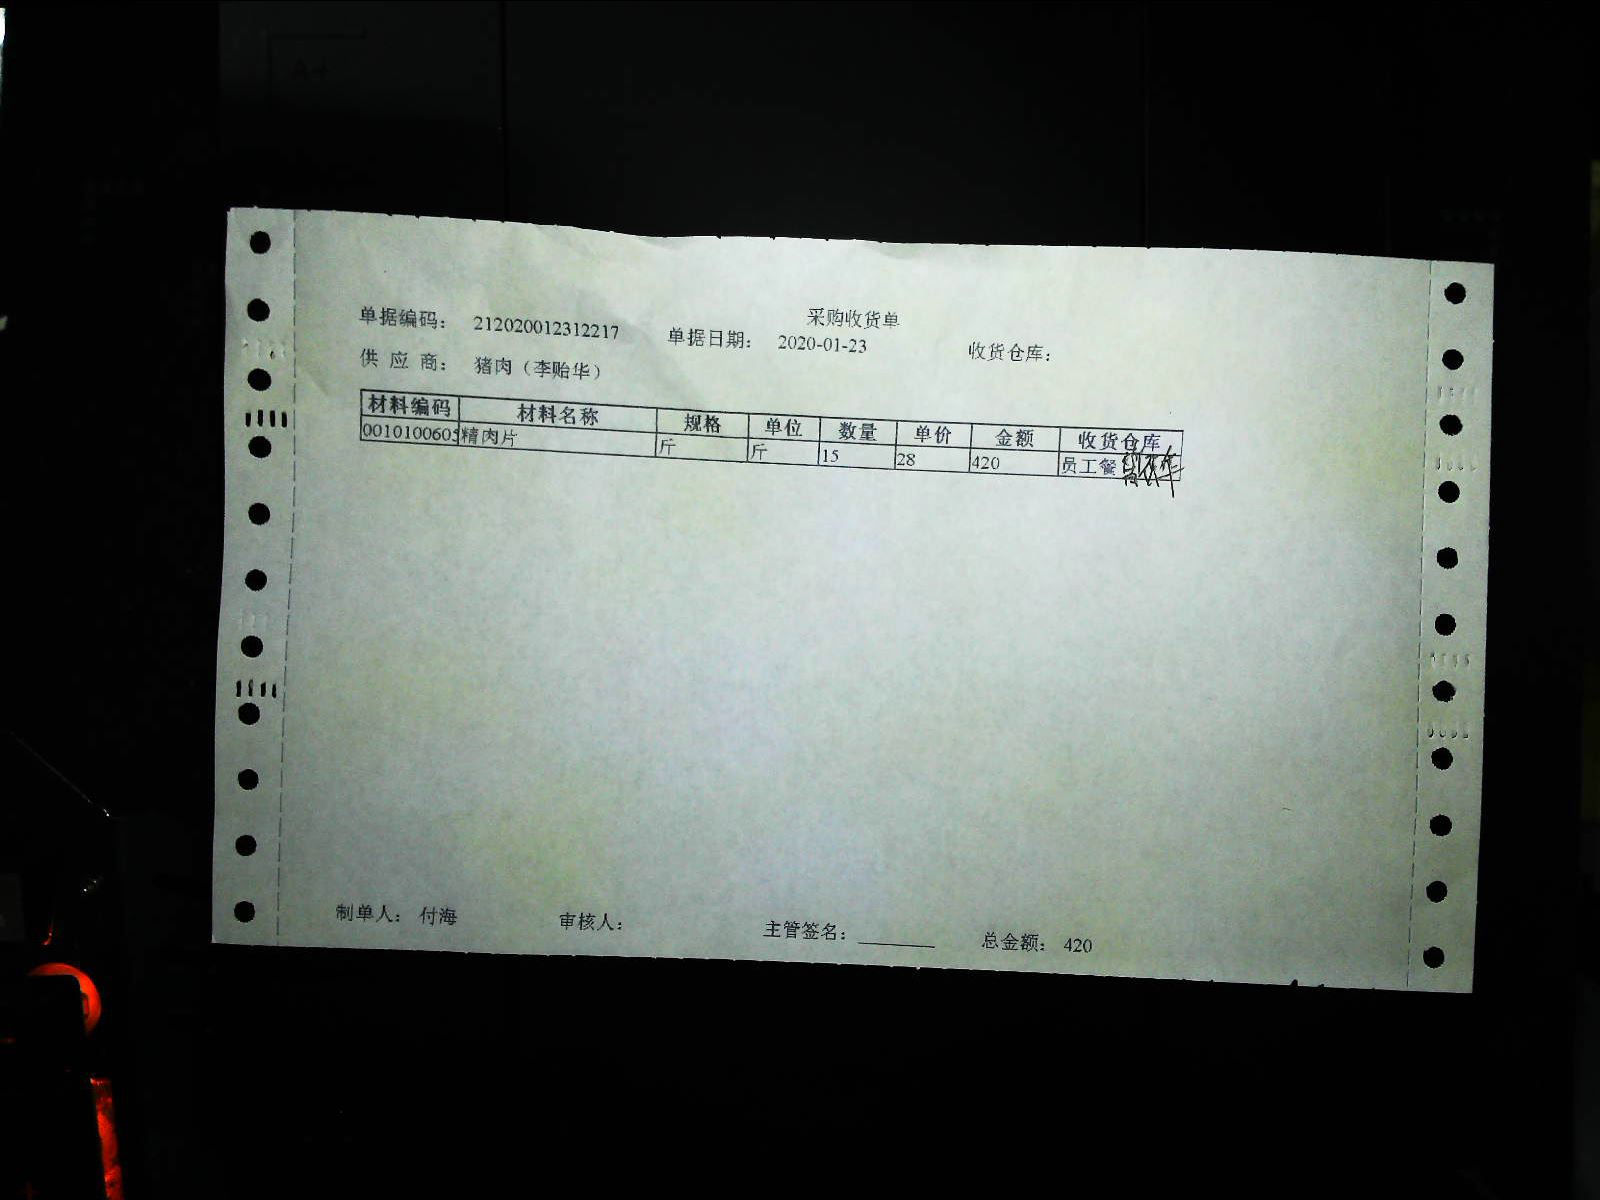 采购收货单
单据编码： 212020012312217 单据日期： 2020-01-23 收货仓库：
供 应 商： 猪肉（李贻华）
材料编码 材料名称 规格 单位 数量 单价 金额 收货仓库
0010100605 精肉片 斤 斤 15 28 420 员工餐
制单人： 付海 审核人： 主管签名： 总金额： 420